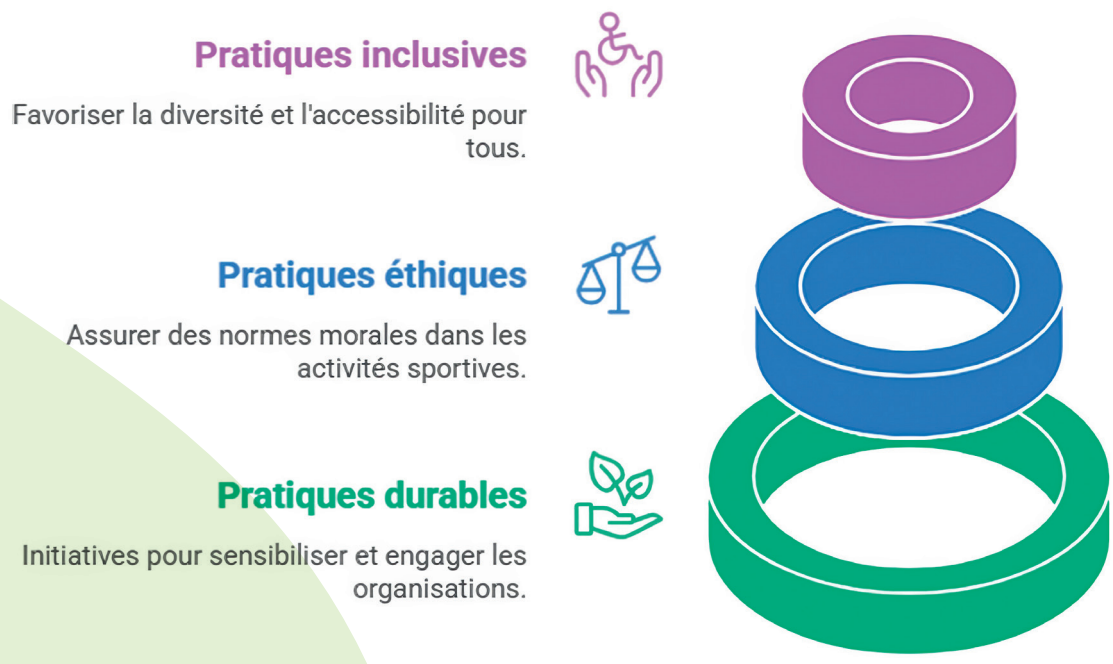 Pratiques inclusives
Favoriser la diversité et l'accessibilité pour
tous.
Pratiques éthiques
Assurer des normes morales dans les
activités sportives.
Pratiques durables
Initiatives pour sensibiliser et engager les
organisations.